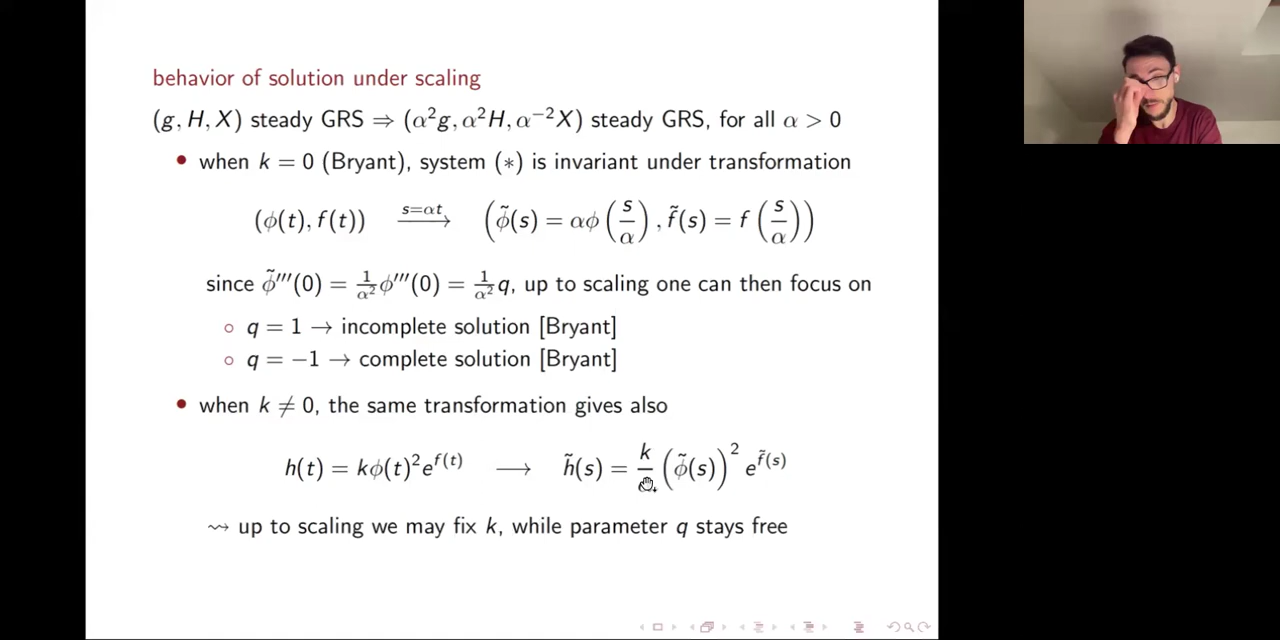 behavior of solution under scaling
(g, H, X) steady GRS ⇒ (α²g, α²H, α⁻²X) steady GRS, for all α > 0
• when k = 0 (Bryant), system (∗) is invariant under transformation
(ϕ(t), f(t)) —s=αt→ (ϕ̃(s) = αϕ(s/α), f̃(s) = f(s/α))
since ϕ̃′′′(0) = 1/α² ϕ′′′(0) = 1/α² q, up to scaling one can then focus on
◦ q = 1 → incomplete solution [Bryant]
◦ q = −1 → complete solution [Bryant]
• when k ≠ 0, the same transformation gives also
h(t) = kϕ(t)²e^{f(t)} ⟶ h̃(s) = k/ (ϕ̃(s))² e^{f̃(s)}
⇝ up to scaling we may fix k, while parameter q stays free